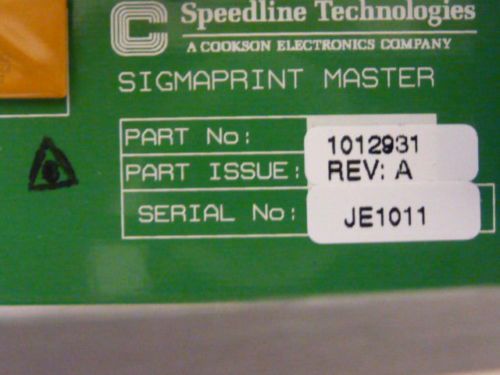 Speedline Technologies
A COOKSON ELECTRONICS COMPANY
SIGMAPRINT MASTER
PART No: 1012931
PART ISSUE: REV: A
SERIAL No: JE1011